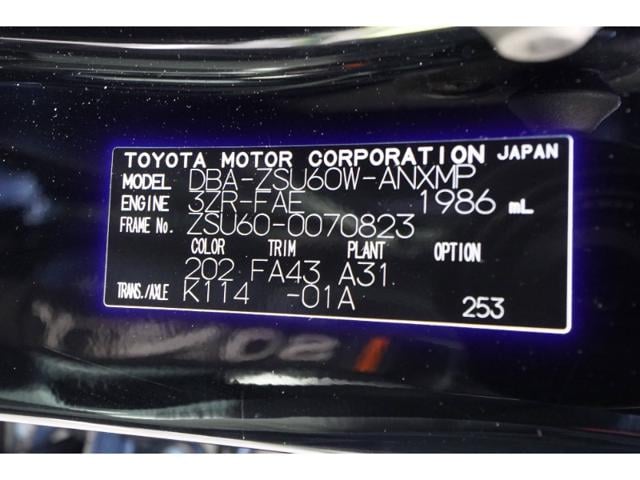 TOYOTA MOTOR CORPORATION JAPAN
MODEL DBA-ZSU60W-ANXMP
ENGINE 3ZR-FAE 1986 mL
FRAME No. ZSU60-0070823
COLOR TRIM PLANT OPTION
202 FA43 A31
TRANS./AXLE K114 -01A 253